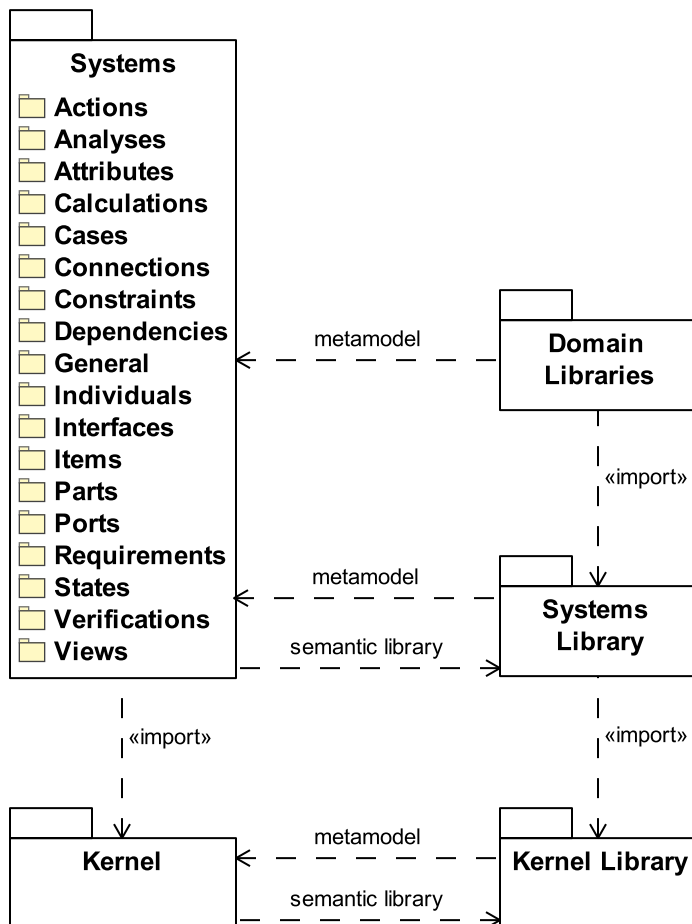 Systems
Actions
Analyses
Attributes
Calculations
Cases
Connections
Constraints
Dependencies
General
Individuals
Interfaces
Items
Parts
Ports
Requirements
States
Verifications
Views
metamodel
Domain
Libraries
«import»
metamodel
Systems
Library
semantic library
«import»
«import»
Kernel
metamodel
Kernel Library
semantic library